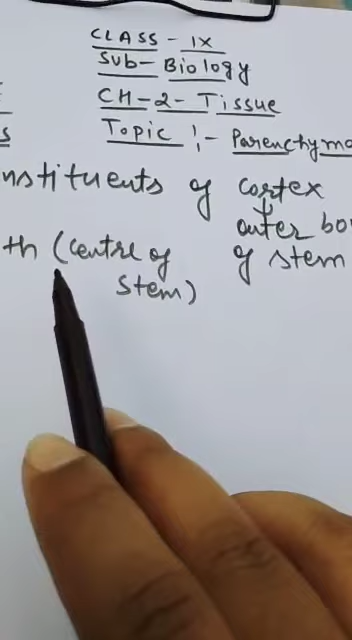 CLASS - IX
Sub- Biology
CH-2- Tissue
Topic :- Parenchyma
nstituents of cortex
outer bo
th (centre of of stem
stem)